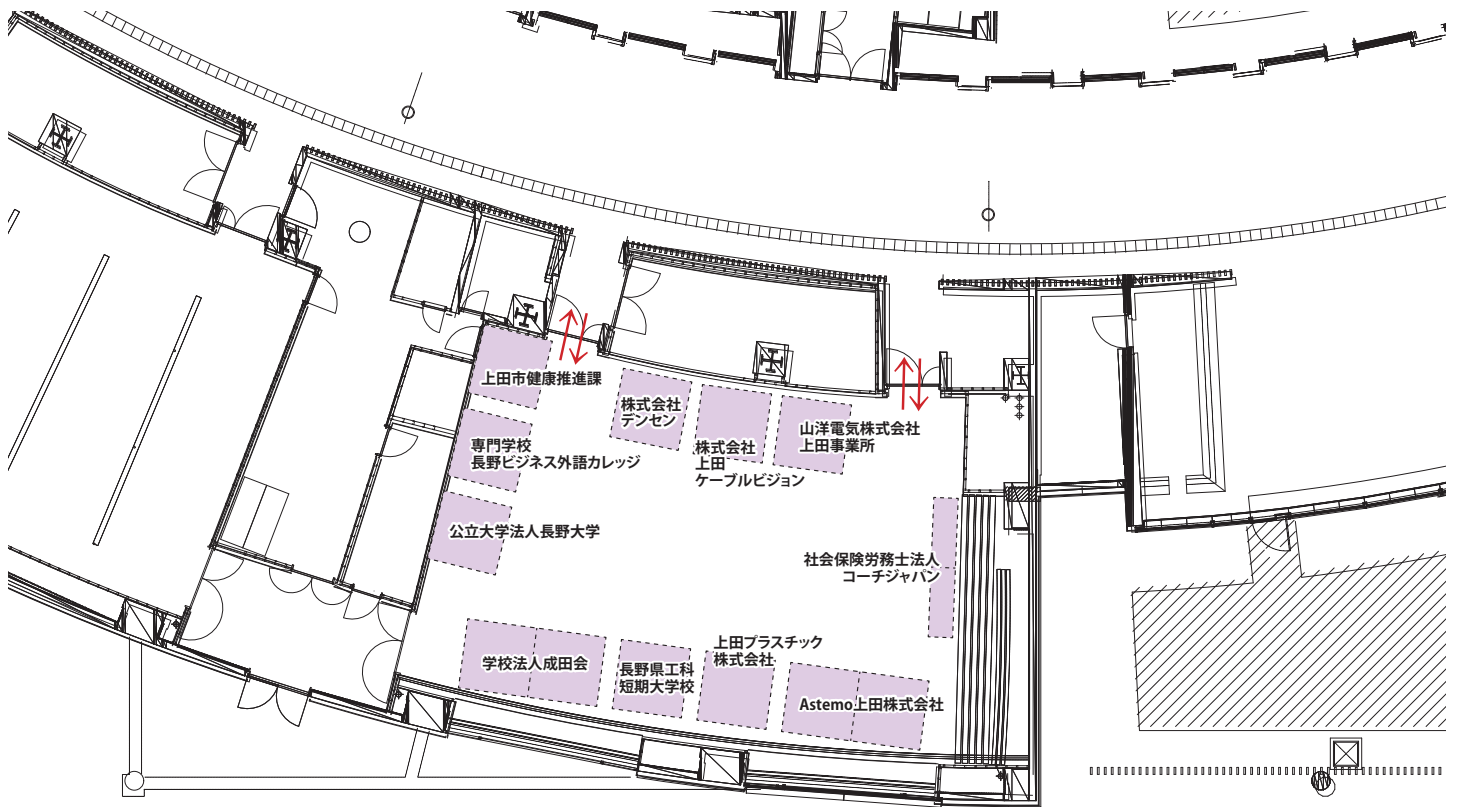 上田市健康推進課
株式会社
デンセン
株式会社
上田
ケーブルビジョン
山洋電気株式会社
上田事業所
専門学校
長野ビジネス外語カレッジ
公立大学法人長野大学
社会保険労務士法人
コーチジャパン
学校法人成田会
長野県工科
短期大学校
上田プラスチック
株式会社
Astemo上田株式会社